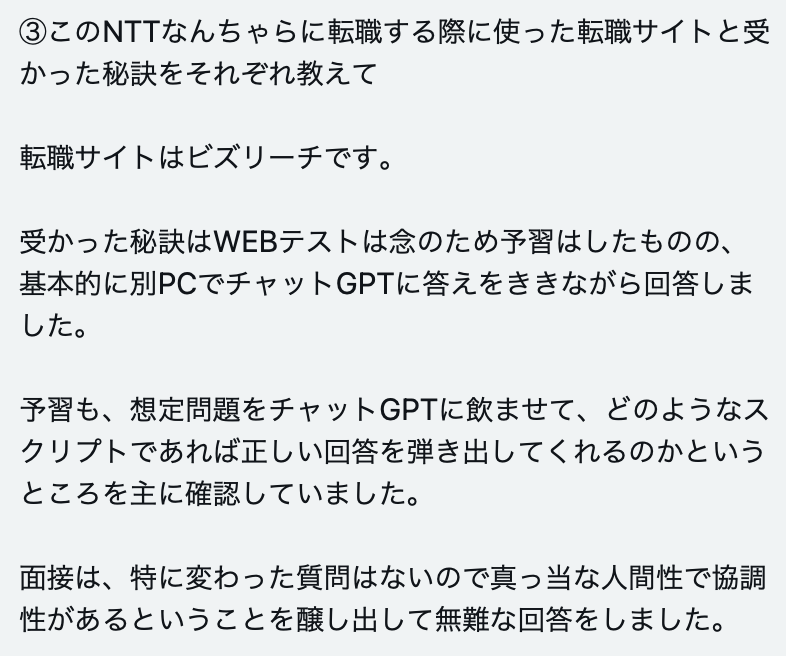 ③このNTTなんちゃらに転職する際に使った転職サイトと受
かった秘訣をそれぞれ教えて
転職サイトはビズリーチです。
受かった秘訣はWEBテストは念のため予習はしたものの、
基本的に別PCでチャットGPTに答えをききながら回答しま
した。
予習も、想定問題をチャットGPTに飲ませて、どのようなス
クリプトであれば正しい回答を弾き出してくれるのかという
ところを主に確認していました。
面接は、特に変わった質問はないので真っ当な人間性で協調
性があるということを醸し出して無難な回答をしました。